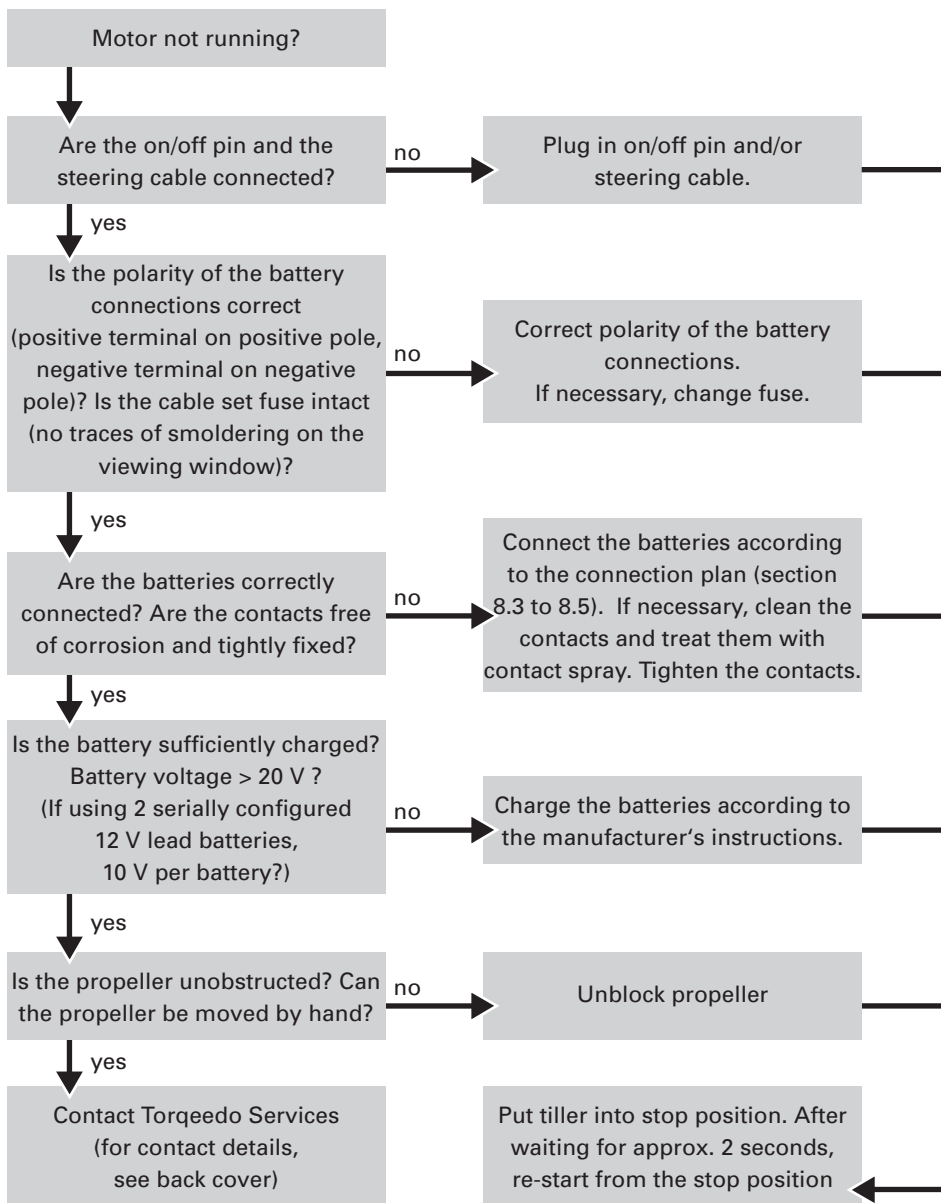 Motor not running?
Are the on/off pin and the
steering cable connected?
no
Plug in on/off pin and/or
steering cable.
yes
Is the polarity of the battery
connections correct
(positive terminal on positive pole,
negative terminal on negative
pole)? Is the cable set fuse intact
(no traces of smoldering on the
viewing window)?
no
Correct polarity of the battery
connections.
If necessary, change fuse.
yes
Are the batteries correctly
connected? Are the contacts free
of corrosion and tightly fixed?
no
Connect the batteries according
to the connection plan (section
8.3 to 8.5).  If necessary, clean the
contacts and treat them with
contact spray. Tighten the contacts.
yes
Is the battery sufficiently charged?
Battery voltage > 20 V ?
(If using 2 serially configured
12 V lead batteries,
10 V per battery?)
no
Charge the batteries according to
the manufacturer‘s instructions.
yes
Is the propeller unobstructed? Can
the propeller be moved by hand?
no
Unblock propeller
yes
Contact Torqeedo Services
(for contact details,
see back cover)
Put tiller into stop position. After
waiting for approx. 2 seconds,
re-start from the stop position